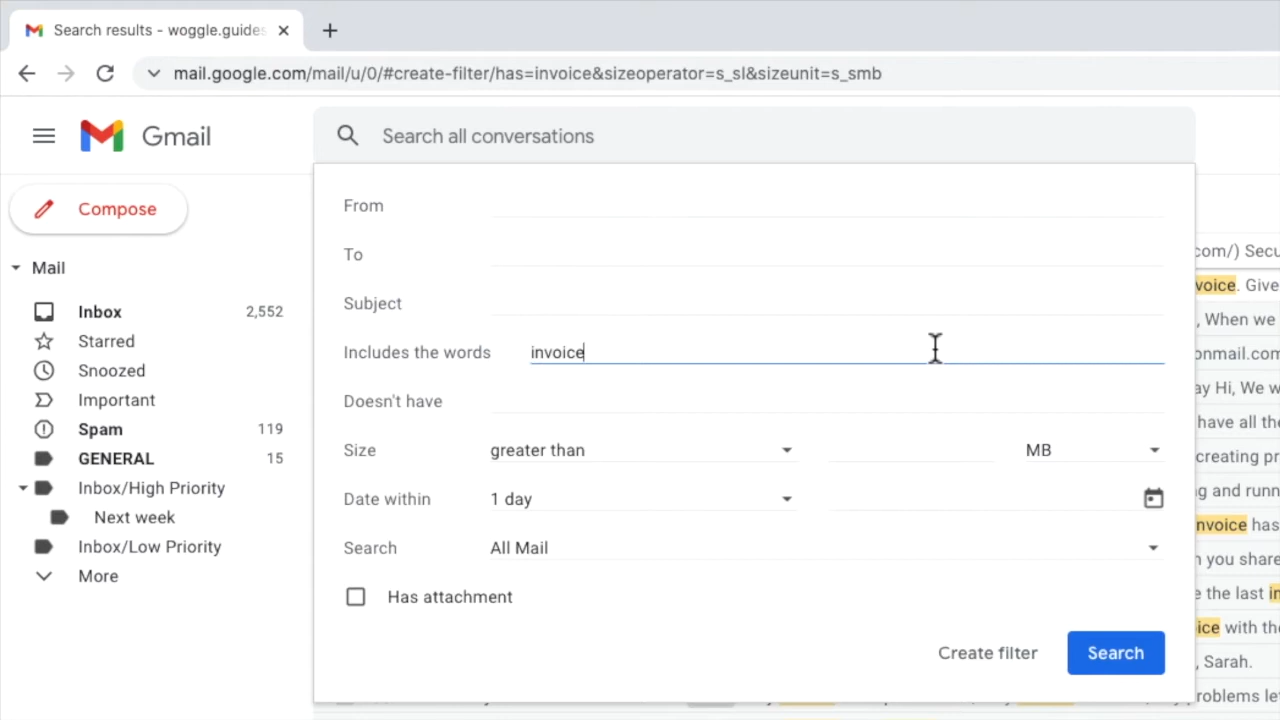 Search results - woggle.guides
mail.google.com/mail/u/0/#create-filter/has=invoice&sizeoperator=s_sl&sizeunit=s_smb
Gmail
Search all conversations
Compose
Mail
Inbox 2,552
Starred
Snoozed
Important
Spam 119
GENERAL 15
Inbox/High Priority
Next week
Inbox/Low Priority
More
From
To
Subject
Includes the words invoice
Doesn't have
Size greater than MB
Date within 1 day
Search All Mail
Has attachment
Create filter Search
com/) Secu
voice. Give
, When we
onmail.com
ay Hi, We w
have all the
creating pr
g and runn
nvoice has
n you share
e the last in
ice with the
, Sarah.
problems le